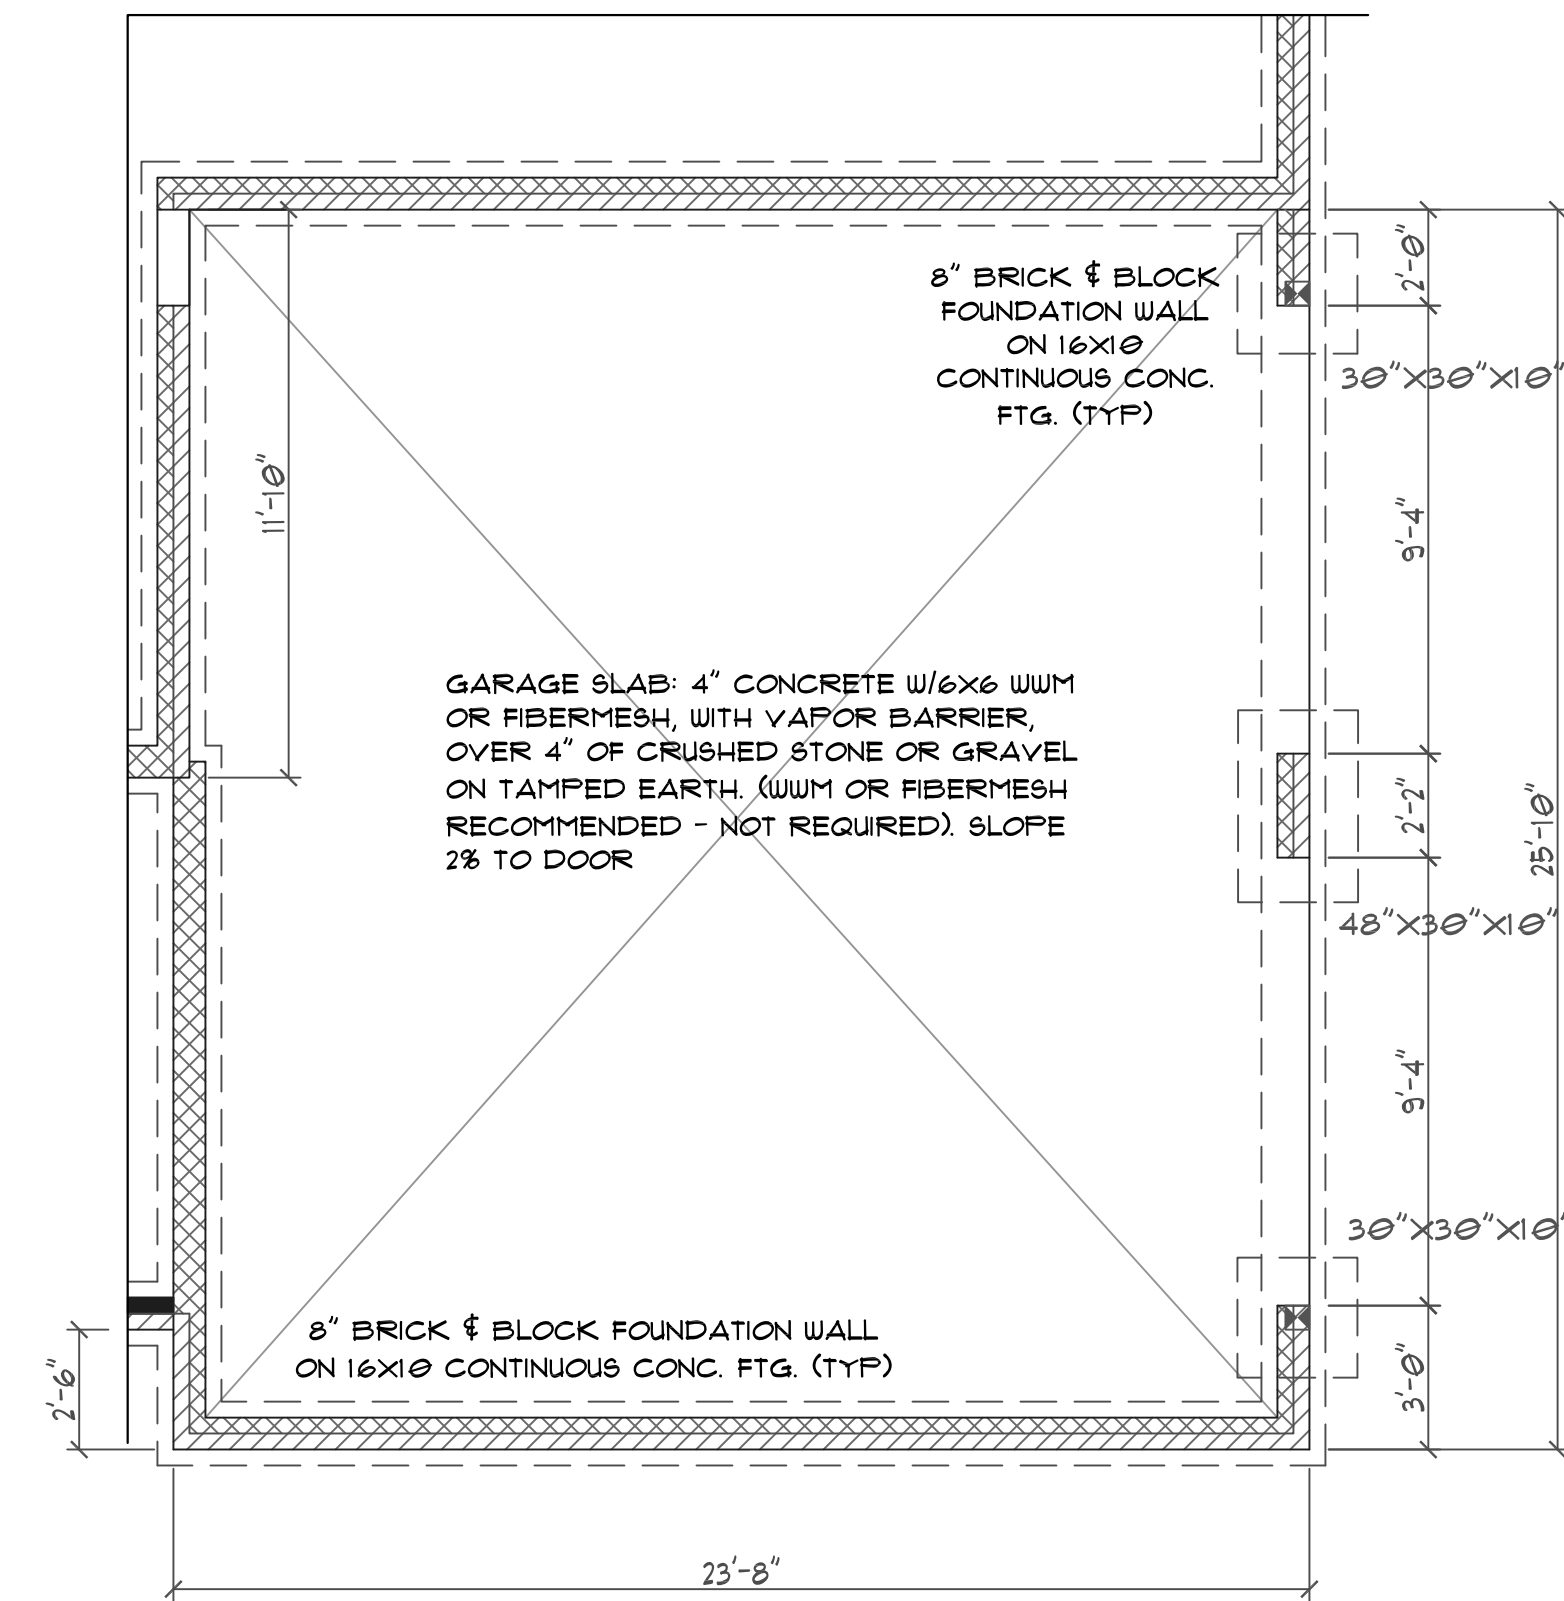 2'-0"
8" BRICK & BLOCK
FOUNDATION WALL
ON 16X10
CONTINUOUS CONC.
FTG. (TYP)
30"X30"X10"
11'-10"
9'-4"
GARAGE SLAB: 4" CONCRETE W/6X6 WWM
OR FIBERMESH, WITH VAPOR BARRIER,
OVER 4" OF CRUSHED STONE OR GRAVEL
ON TAMPED EARTH. (WWM OR FIBERMESH
RECOMMENDED - NOT REQUIRED). SLOPE
2% TO DOOR
2'-2"
25'-10"
48"X30"X10"
9'-4"
30"X30"X10"
8" BRICK & BLOCK FOUNDATION WALL
ON 16X10 CONTINUOUS CONC. FTG. (TYP)
2'-6"
3'-0"
23'-8"